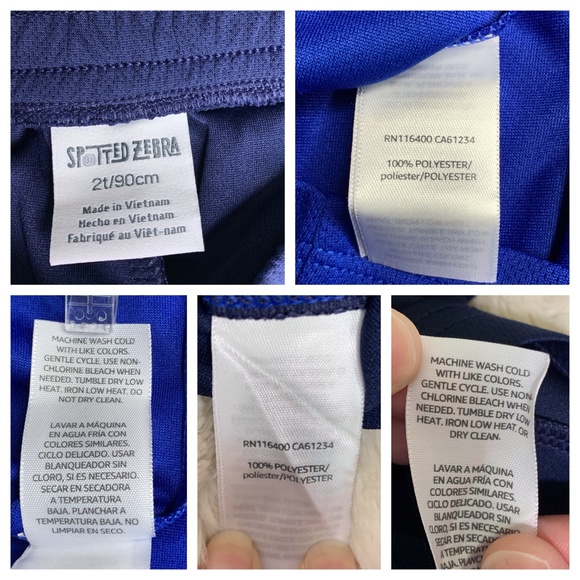 SPOTTED ZEBRA
2t/90cm
Made in Vietnam
Hecho en Vietnam
Fabriqué au Viêt-nam
RN116400 CA61234
100% POLYESTER/
poliester/POLYESTER
MACHINE WASH COLD
WITH LIKE COLORS.
GENTLE CYCLE. USE NON-
CHLORINE BLEACH WHEN
NEEDED. TUMBLE DRY LOW
HEAT. IRON LOW HEAT. DO
NOT DRY CLEAN.
LAVAR A MÁQUINA
EN AGUA FRÍA CON
COLORES SIMILARES.
CICLO DELICADO. USAR
BLANQUEADOR SIN
CLORO, SI ES NECESARIO.
SECAR EN SECADORA
A TEMPERATURA
BAJA. PLANCHAR A
TEMPERATURA BAJA. NO
LIMPIAR EN SECO.
RN116400 CA61234
100% POLYESTER/
poliester/POLYESTER
MACHINE WASH COLD
WITH LIKE COLORS.
GENTLE CYCLE. USE NON-
CHLORINE BLEACH WHEN
NEEDED. TUMBLE DRY LOW
HEAT. IRON LOW HEAT. 
DRY CLEAN.
LAVAR A MÁQUINA
EN AGUA FRÍA CON
COLORES SIMILARES.
CICLO DELICADO. USAR
BLANQUEADOR SIN
CLORO, SI ES NECESARIO
SECAR EN SECADOR
A TEMPERAT
BAJA. PLAN